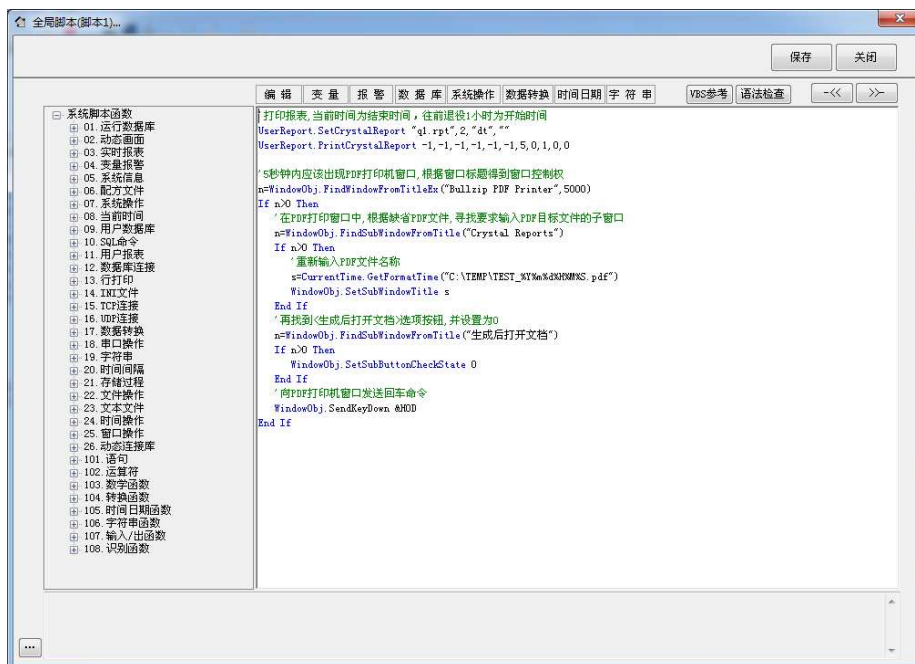 全局脚本(脚本1)...
保存 关闭
编 辑 变 量 报 警 数 据 库 系统操作 数据转换 时间日期 字 符 串 VBS参考 语法检查 -<< >>-
系统脚本函数
01. 运行数据库
02. 动态画面
03. 实时报表
04. 变量报警
05. 系统信息
06. 配方文件
07. 系统操作
08. 当前时间
09. 用户数据库
10. SQL命令
11. 用户报表
12. 数据库连接
13. 行打印
14. INI文件
15. TCP连接
16. UDP连接
17. 数据转换
18. 串口操作
19. 字符串
20. 时间间隔
21. 存储过程
22. 文件操作
23. 文本文件
24. 时间操作
25. 窗口操作
26. 动态连接库
101. 语句
102. 运算符
103. 数学函数
104. 转换函数
105. 时间日期函数
106. 字符串函数
107. 输入/出函数
108. 识别函数
'打印报表,当前时间为结束时间，往前退役1小时为开始时间
UserReport.SetCrystalReport "q1.rpt",2,"dt",""
UserReport.PrintCrystalReport -1,-1,-1,-1,-1,-1,5,0,1,0,0
'5秒钟内应该出现PDF打印机窗口,根据窗口标题得到窗口控制权
n=WindowObj.FindWindowFromTitleEx("Bullzip PDF Printer",5000)
If n>0 Then
'在PDF打印窗口中,根据缺省PDF文件,寻找要求输入PDF目标文件的子窗口
n=WindowObj.FindSubWindowFromTitle("Crystal Reports")
If n>0 Then
'重新输入PDF文件名称
s=CurrentTime.GetFormatTime("C:\TEMP\TEST_%Y%m%d%H%M%S.pdf")
WindowObj.SetSubWindowTitle s
End If
'再找到<生成后打开文档>选项按钮,并设置为0
n=WindowObj.FindSubWindowFromTitle("生成后打开文档")
If n>0 Then
WindowObj.SetSubButtonCheckState 0
End If
'向PDF打印机窗口发送回车命令
WindowObj.SendKeyDown &H0D
End If
...